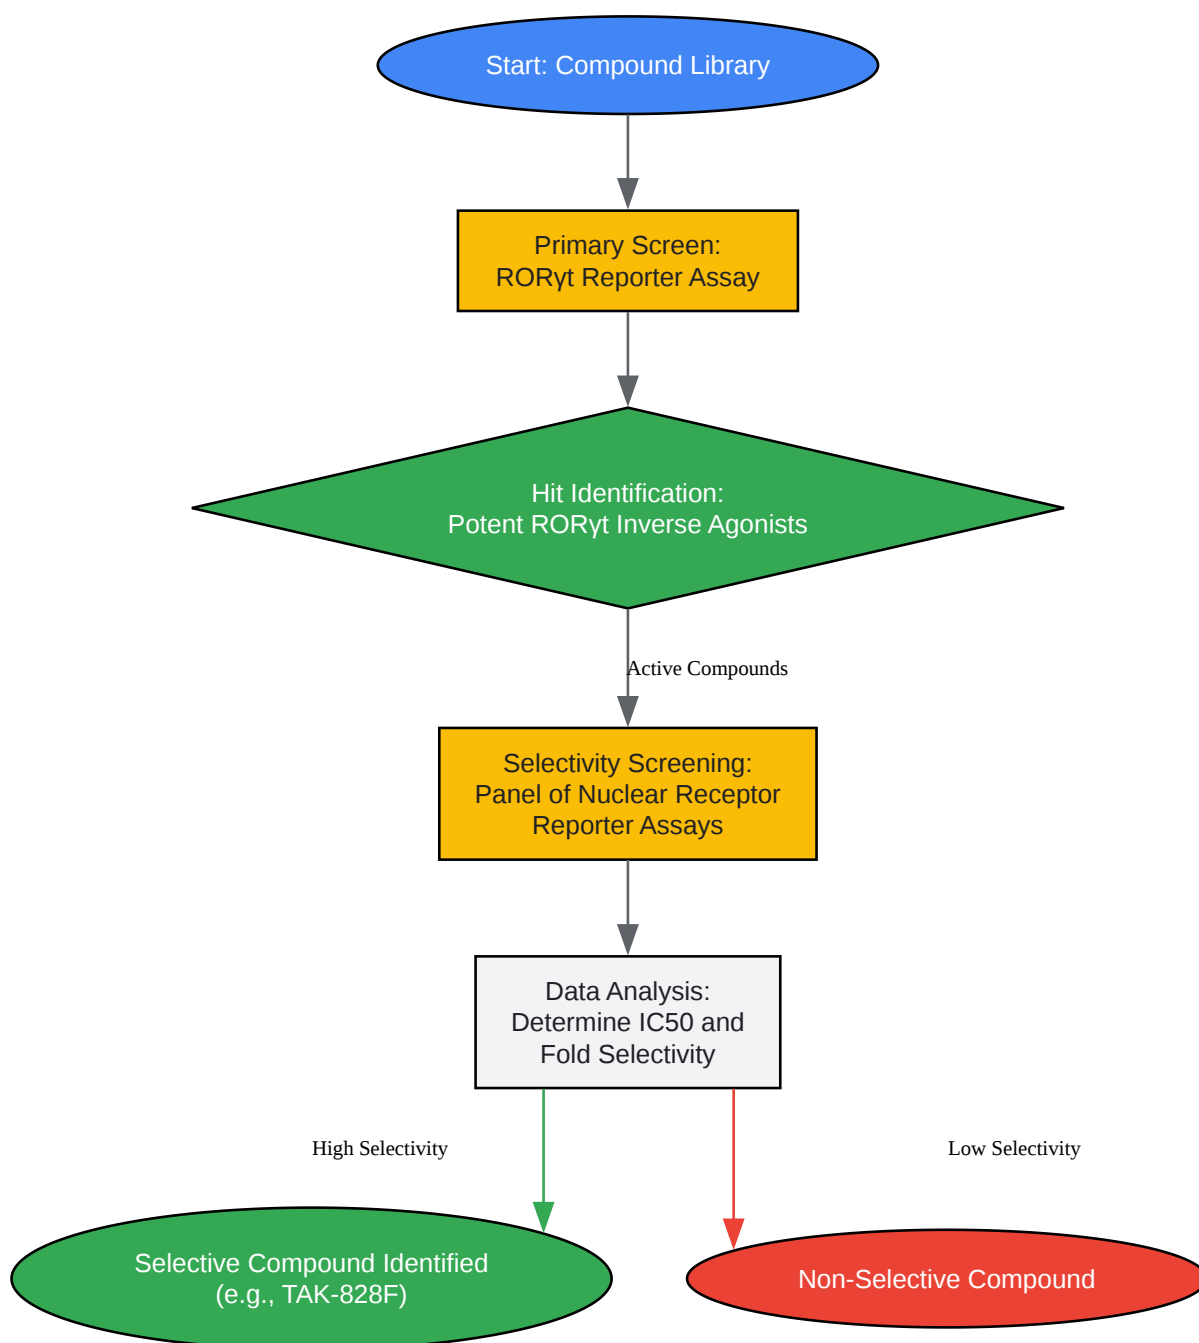 Start: Compound Library
Primary Screen:
RORγt Reporter Assay
Hit Identification:
Potent RORγt Inverse Agonists
Active Compounds
Selectivity Screening:
Panel of Nuclear Receptor
Reporter Assays
Data Analysis:
Determine IC50 and
Fold Selectivity
High Selectivity
Low Selectivity
Selective Compound Identified
(e.g., TAK-828F)
Non-Selective Compound